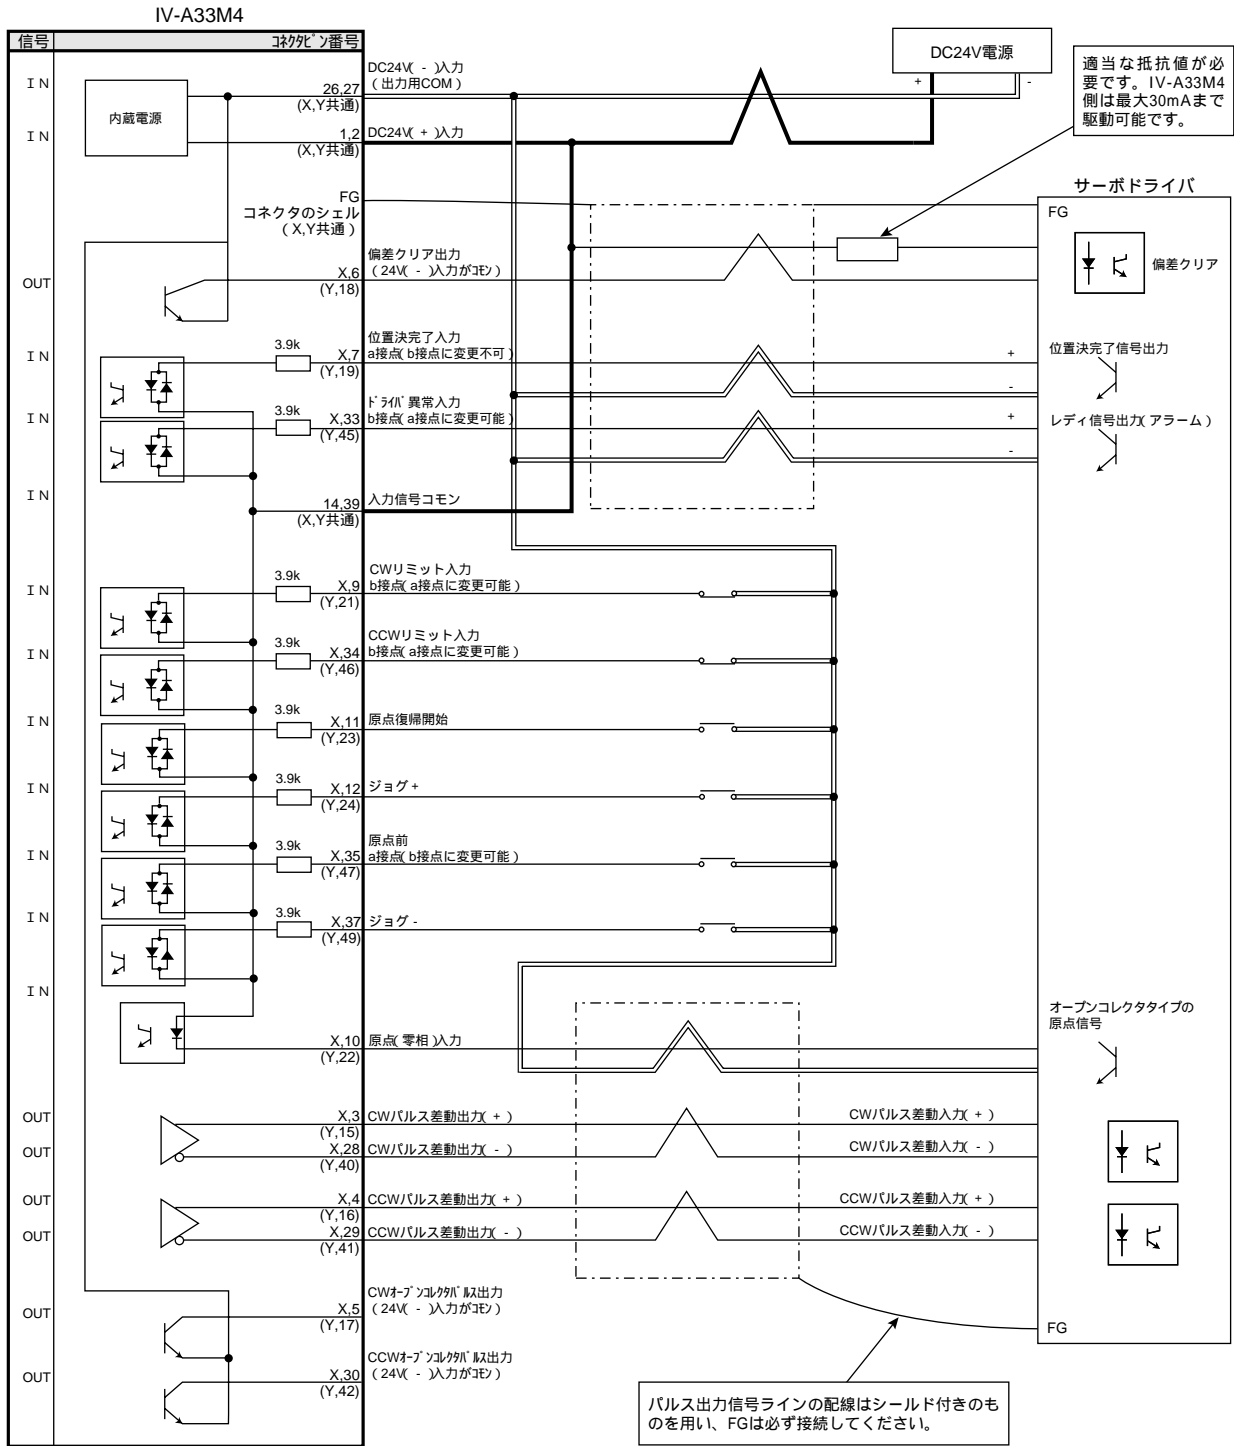 IV-A33M4
信号 コネクタピン番号
DC24V電源
+ -
適当な抵抗値が必
要です。IV-A33M4
側は最大30mAまで
駆動可能です。
IN
内蔵電源
26,27
(X,Y共通)
DC24V( - )入力
(出力用COM)
IN
1,2
(X,Y共通)
DC24V( + )入力
サーボドライバ
FG
コネクタのシェル
(X,Y共通)
FG
OUT
X,6
(Y,18)
偏差クリア出力
(24V( - )入力がコモン)
偏差クリア
IN
3.9k
X,7
(Y,19)
位置決完了入力
a接点( b接点に変更不可)
+
-
位置決完了信号出力
IN
3.9k
X,33
(Y,45)
ドライバ異常入力
b接点( a接点に変更可能)
+
-
レディ信号出力( アラーム )
IN
14,39
(X,Y共通)
入力信号コモン
IN
3.9k
X,9
(Y,21)
CWリミット入力
b接点( a接点に変更可能)
IN
3.9k
X,34
(Y,46)
CCWリミット入力
b接点( a接点に変更可能)
IN
3.9k
X,11
(Y,23)
原点復帰開始
IN
3.9k
X,12
(Y,24)
ジョグ +
IN
3.9k
X,35
(Y,47)
原点前
a接点( b接点に変更可能)
IN
3.9k
X,37
(Y,49)
ジョグ -
IN
X,10
(Y,22)
原点( 零相 )入力
オープンコレクタタイプの
原点信号
OUT
X,3
(Y,15)
CWパルス差動出力( + )
CWパルス差動入力( + )
OUT
X,28
(Y,40)
CWパルス差動出力( - )
CWパルス差動入力( - )
OUT
X,4
(Y,16)
CCWパルス差動出力( + )
CCWパルス差動入力( + )
OUT
X,29
(Y,41)
CCWパルス差動出力( - )
CCWパルス差動入力( - )
OUT
X,5
(Y,17)
CWオープンコレクタパルス出力
(24V( - )入力がコモン)
FG
OUT
X,30
(Y,42)
CCWオープンコレクタパルス出力
(24V( - )入力がコモン)
パルス出力信号ラインの配線はシールド付きのも
のを用い、FGは必ず接続してください。